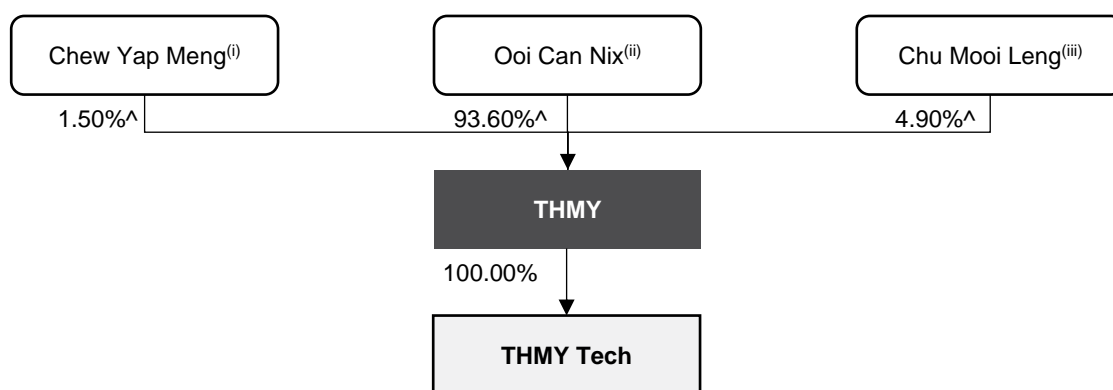 Chew Yap Meng(i)
Ooi Can Nix(ii)
Chu Mooi Leng(iii)
1.50%^
93.60%^
4.90%^
THMY
100.00%
THMY Tech